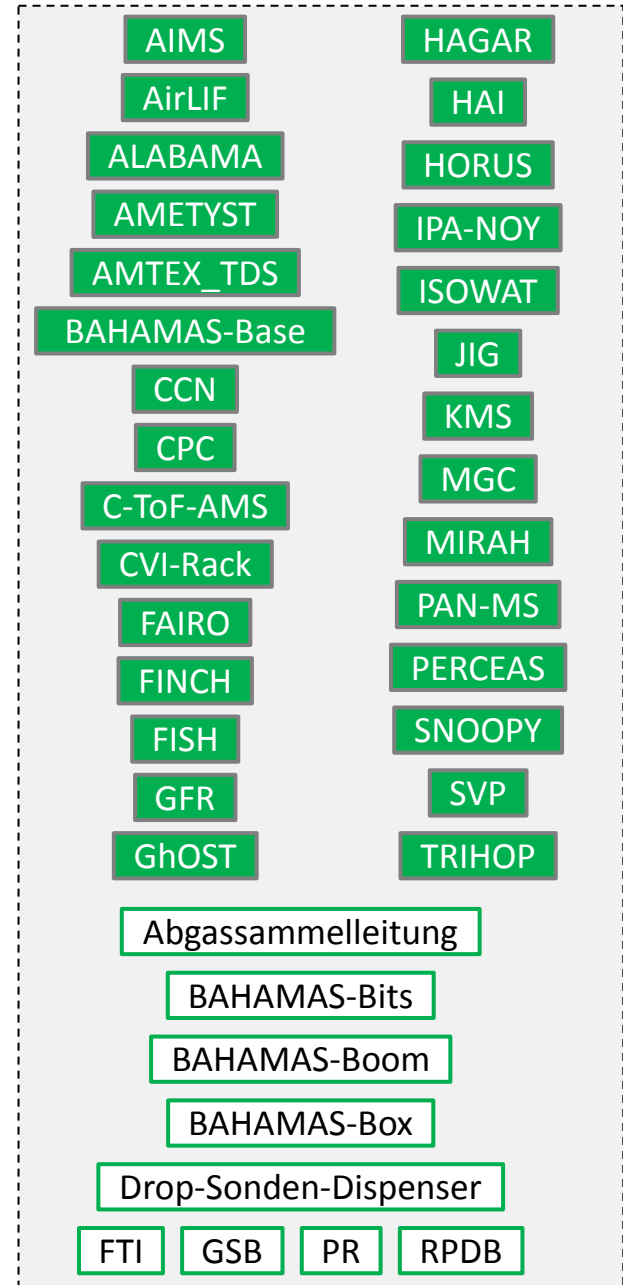 AIMS
AirLIF
ALABAMA
AMETYST
AMTEX_TDS
BAHAMAS-Base
CCN
CPC
C-ToF-AMS
CVI-Rack
FAIRO
FINCH
FISH
GFR
GhOST
HAGAR
HAI
HORUS
IPA-NOY
ISOWAT
JIG
KMS
MGC
MIRAH
PAN-MS
PERCEAS
SNOOPY
SVP
TRIHOP
Abgassammelleitung
BAHAMAS-Bits
BAHAMAS-Boom
BAHAMAS-Box
Drop-Sonden-Dispenser
FTI GSB PR RPDB